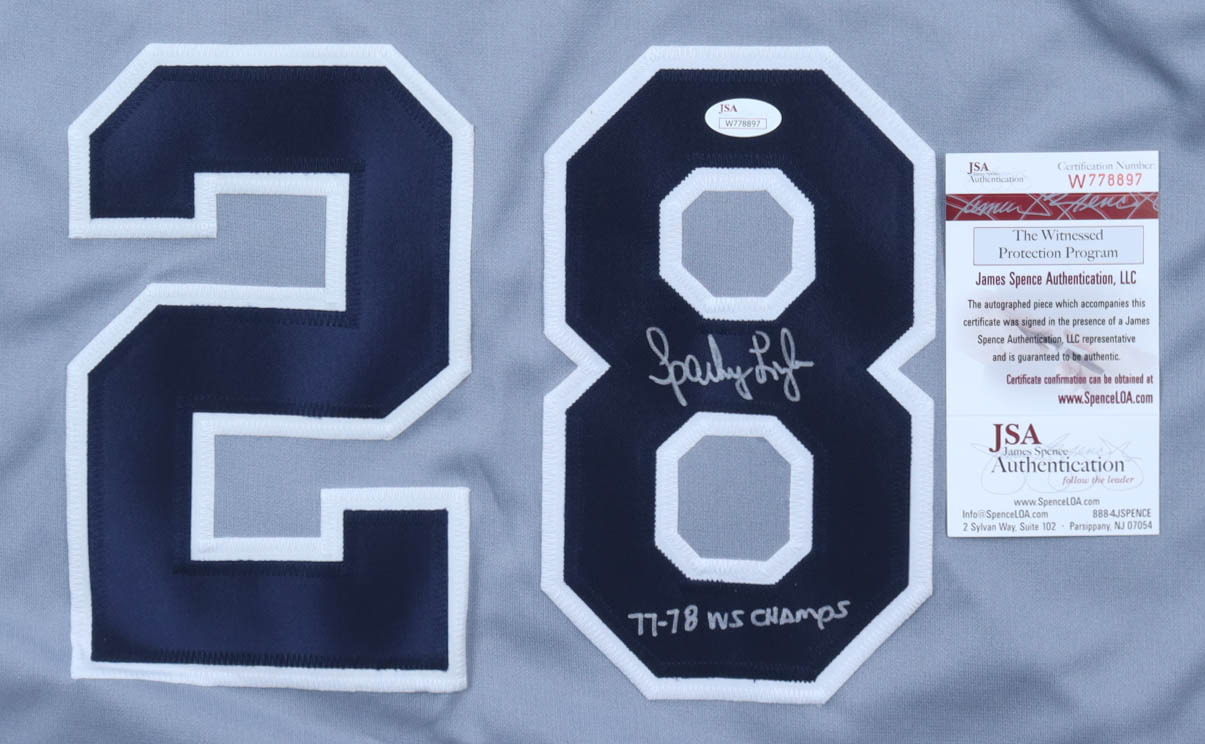 28
JSA
W778897
Sparky Lyle
77-78 WS CHAMPS
JSA
Authentication
Certification Number:
W778897
The Witnessed
Protection Program
James Spence Authentication, LLC
The autographed piece which accompanies this
certificate was signed in the presence of a James
Spence Authentication, LLC representative
and is guaranteed to be authentic.
Certificate confirmation can be obtained at
www.SpenceLOA.com
JSA
James Spence
Authentication
follow the leader
www.SpenceLOA.com
Info@SpenceLOA.com 888-4JSPENCE
2 Sylvan Way, Suite 102 · Parsippany, NJ 07054